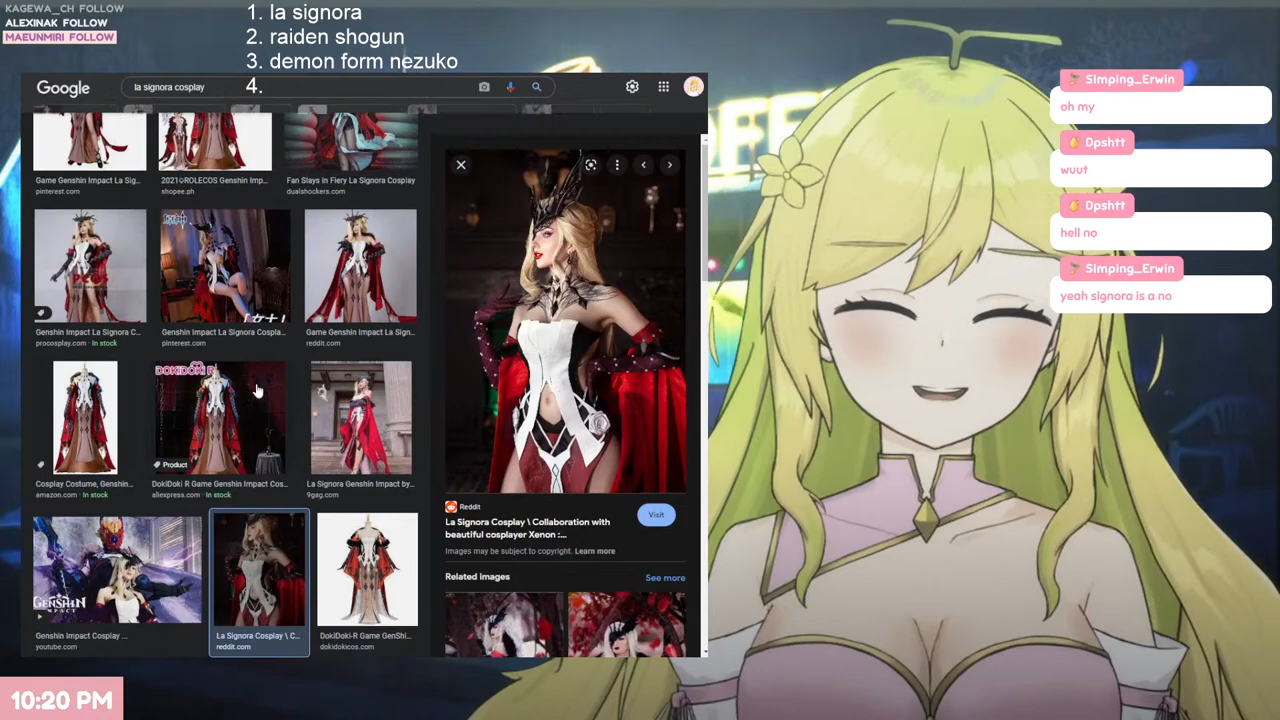 KAGEWA_CH FOLLOW
ALEXINAK FOLLOW
MAEUNMIRI FOLLOW
1. la signora
2. raiden shogun
3. demon form nezuko
4.
Google
la signora cosplay
Game Genshin Impact La Sig...
pinterest.com
2021☆ROLECOS Genshin Imp...
shopee.ph
Fan Slays in Fiery La Signora Cosplay
dualshockers.com
Genshin Impact La Signora C...
procosplay.com · In stock
Genshin Impact La Signora Cospla...
pinterest.com
Game Genshin Impact La Sign...
reddit.com
DOKIDOKI R
Product
Cosplay Costume, Genshin...
amazon.com · In stock
DokiDoki R Game Genshin Impact Cos...
aliexpress.com · In stock
La Signora Genshin Impact by...
9gag.com
GENSHIN
IMPACT
Genshin Impact Cosplay ...
youtube.com
La Signora Cosplay \ C...
reddit.com
DokiDoki-R Game GenShi...
dokidokicos.com
Reddit
La Signora Cosplay \ Collaboration with
beautiful cosplayer Xenon :...
Visit
Images may be subject to copyright. Learn more
Related images
See more
Simping_Erwin
oh my
Dpshtt
wuut
Dpshtt
hell no
Simping_Erwin
yeah signora is a no
10:20 PM